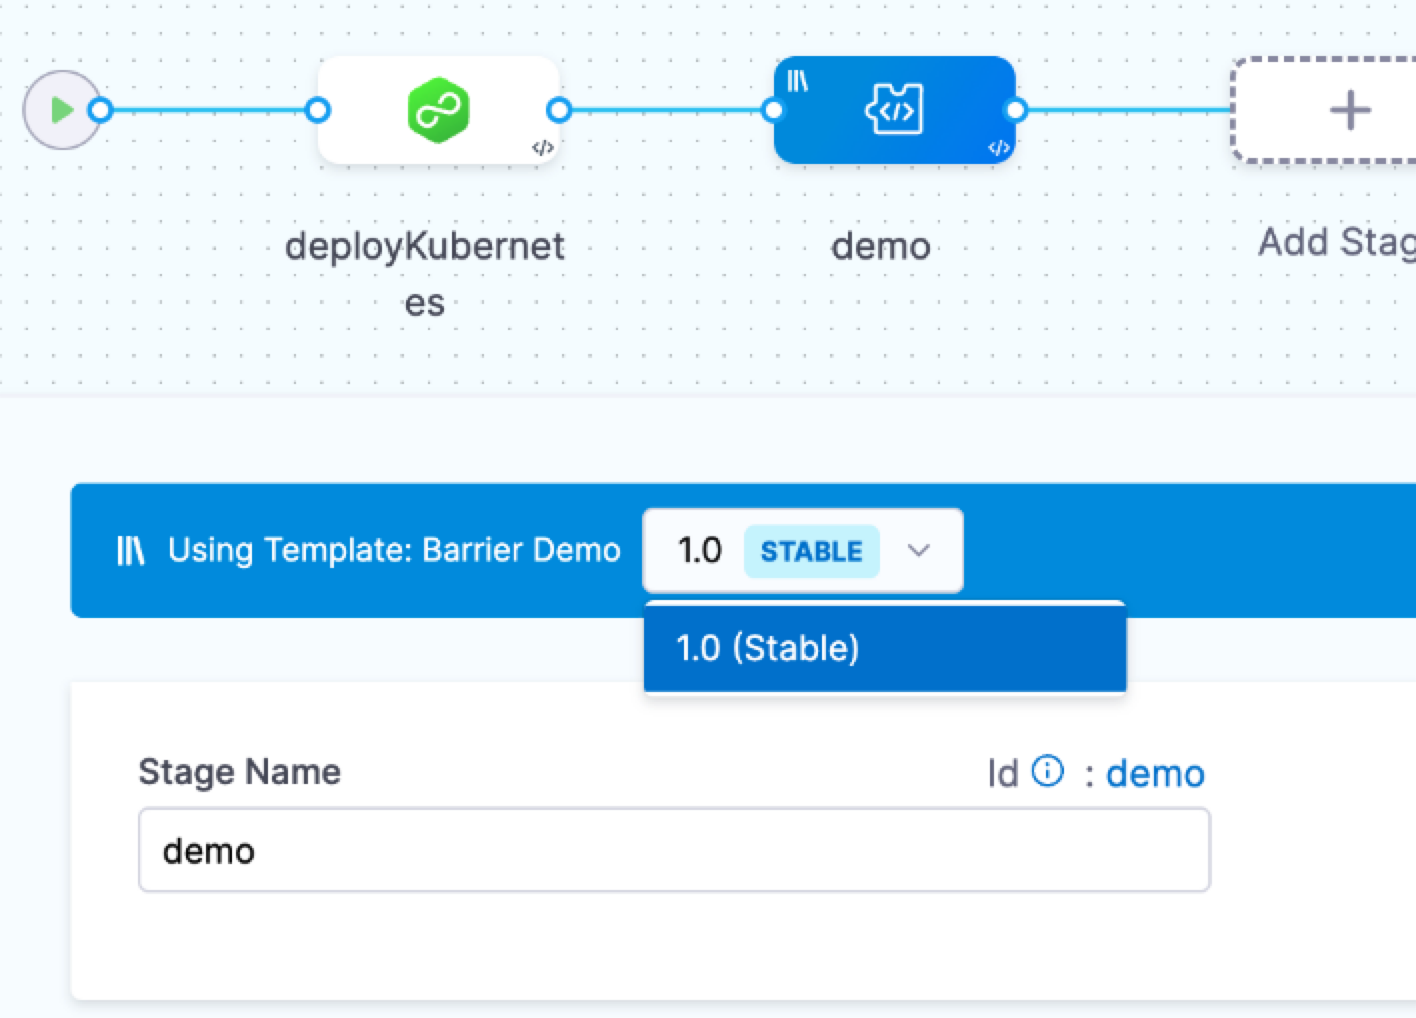 deployKubernet
es
demo
Add Stag
Using Template: Barrier Demo
1.0 STABLE
1.0 (Stable)
Stage Name
Id : demo
demo